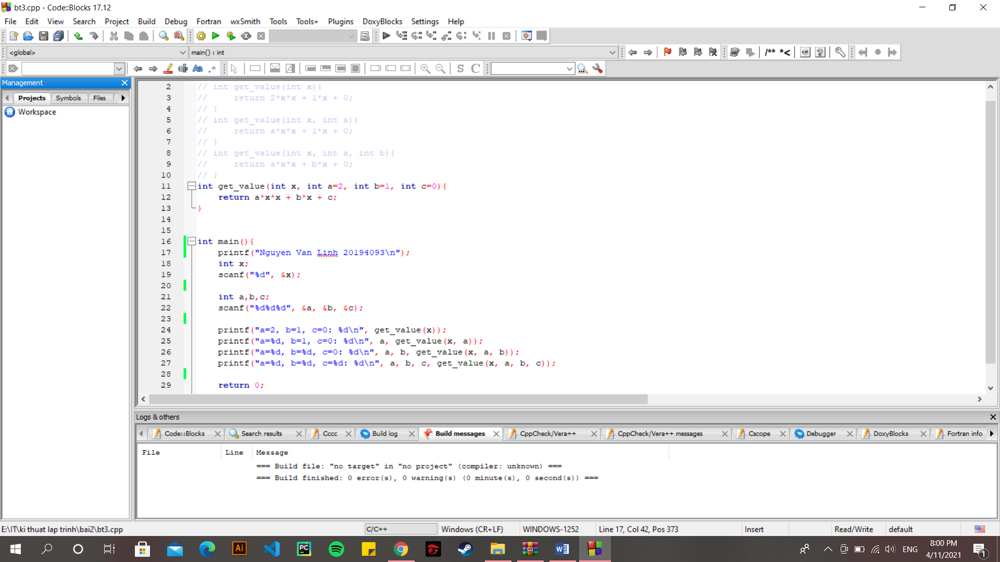 bt3.cpp - Code::Blocks 17.12
File Edit View Search Project Build Debug Fortran wxSmith Tools Tools+ Plugins DoxyBlocks Settings Help
<global> main() : int
/** *<
Aa .*
S C
Management
Projects Symbols Files
Workspace
2 // int get_value(int x){
3 //     return 2*x*x + 1*x + 0;
4 // }
5 // int get_value(int x, int a){
6 //     return a*x*x + 1*x + 0;
7 // }
8 // int get_value(int x, int a, int b){
9 //     return a*x*x + b*x + 0;
10 // }
11 int get_value(int x, int a=2, int b=1, int c=0){
12     return a*x*x + b*x + c;
13 }
14
15
16 int main(){
17     printf("Nguyen Van Linh 20194093\n");
18     int x;
19     scanf("%d", &x);
20
21     int a,b,c;
22     scanf("%d%d%d", &a, &b, &c);
23
24     printf("a=2, b=1, c=0: %d\n", get_value(x));
25     printf("a=%d, b=1, c=0: %d\n", a, get_value(x, a));
26     printf("a=%d, b=%d, c=0: %d\n", a, b, get_value(x, a, b));
27     printf("a=%d, b=%d, c=%d: %d\n", a, b, c, get_value(x, a, b, c));
28
29     return 0;
Logs & others
Code::Blocks Search results Cccc Build log Build messages CppCheck/Vera++ CppCheck/Vera++ messages Cscope Debugger DoxyBlocks Fortran info
File Line Message
=== Build file: "no target" in "no project" (compiler: unknown) ===
=== Build finished: 0 error(s), 0 warning(s) (0 minute(s), 0 second(s)) ===
E:\IT\ki thuat lap trinh\bai2\bt3.cpp C/C++ Windows (CR+LF) WINDOWS-1252 Line 17, Col 42, Pos 373 Insert Read/Write default
Ai PC W ENG 8:00 PM
4/11/2021 1